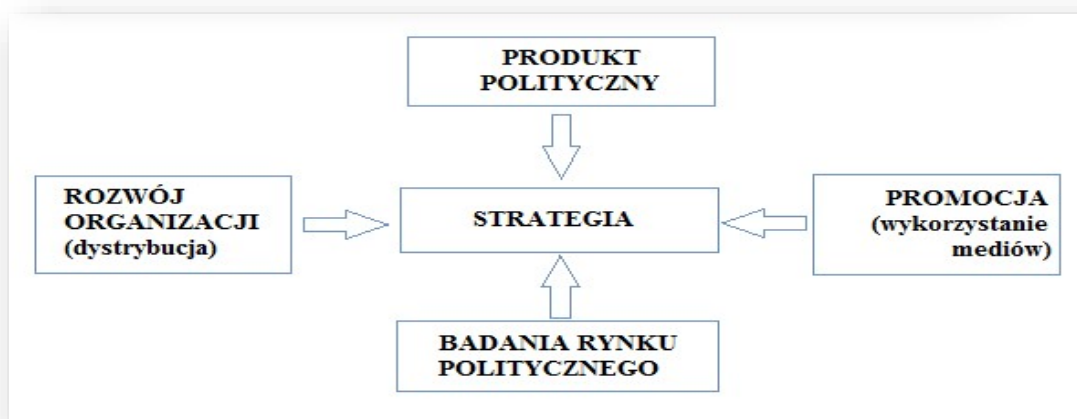 PRODUKT
POLITYCZNY
ROZWÓJ
ORGANIZACJI
(dystrybucja)
STRATEGIA
PROMOCJA
(wykorzystanie
mediów)
BADANIA RYNKU
POLITYCZNEGO